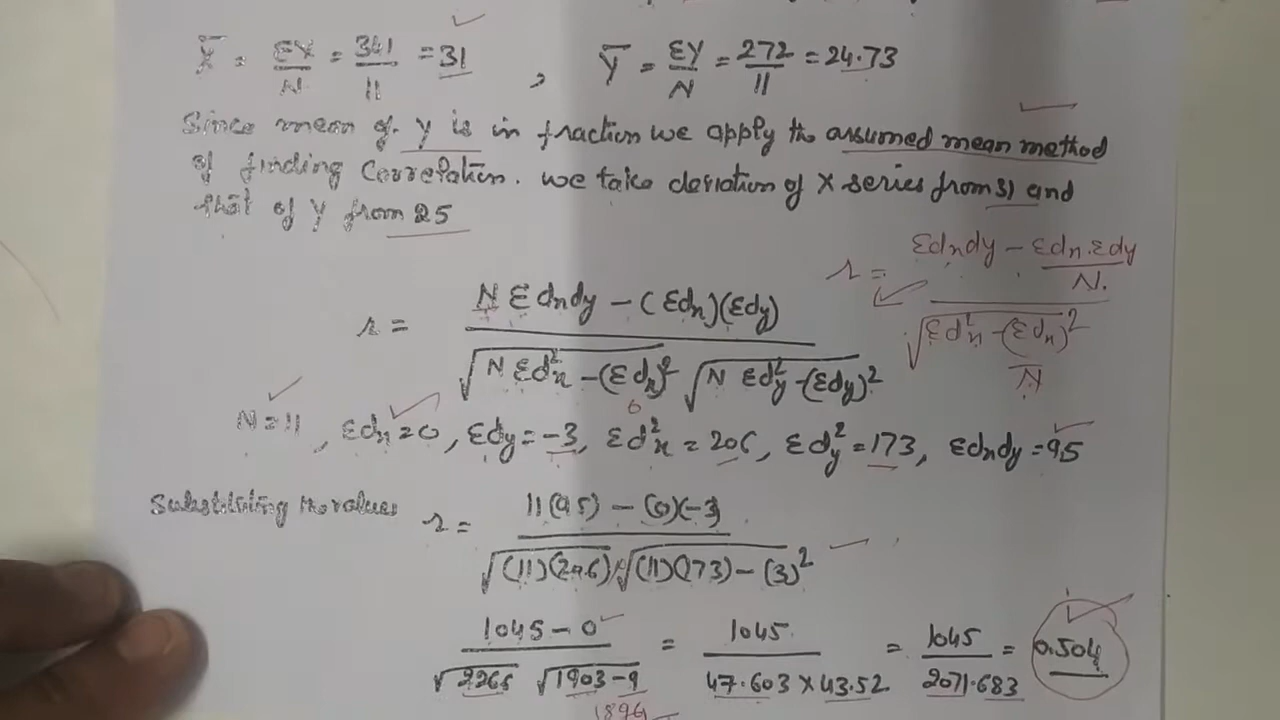 X̄ = ΣX/N = 341/11 = 31 , Ȳ = ΣY/N = 272/11 = 24.73
Since mean of y is in fraction we apply the assumed mean method
of finding Correlation. we take deviation of X series from 31 and
that of Y from 25
r = (Σdxdy - Σdx.Σdy/N.) / √Σd²x - (Σdx)²/N
r = (NΣdxdy - (Σdx)(Σdy)) / √NΣd²x - (Σdx)² √NΣdy² - (Σdy)²
0
N = 11 , Σdx = 0 , Σdy = -3 , Σd²x = 206 , Σdy² = 173 , Σdxdy = 95
Substituting the values r = (11(95) - (0)(-3)) / √(11)(206) √(11)(173) - (3)²
1045 - 0 / √2265 √1903-9 = 1045 / 47.603 × 43.52 = 1045 / 2071.683 = 0.504
1894